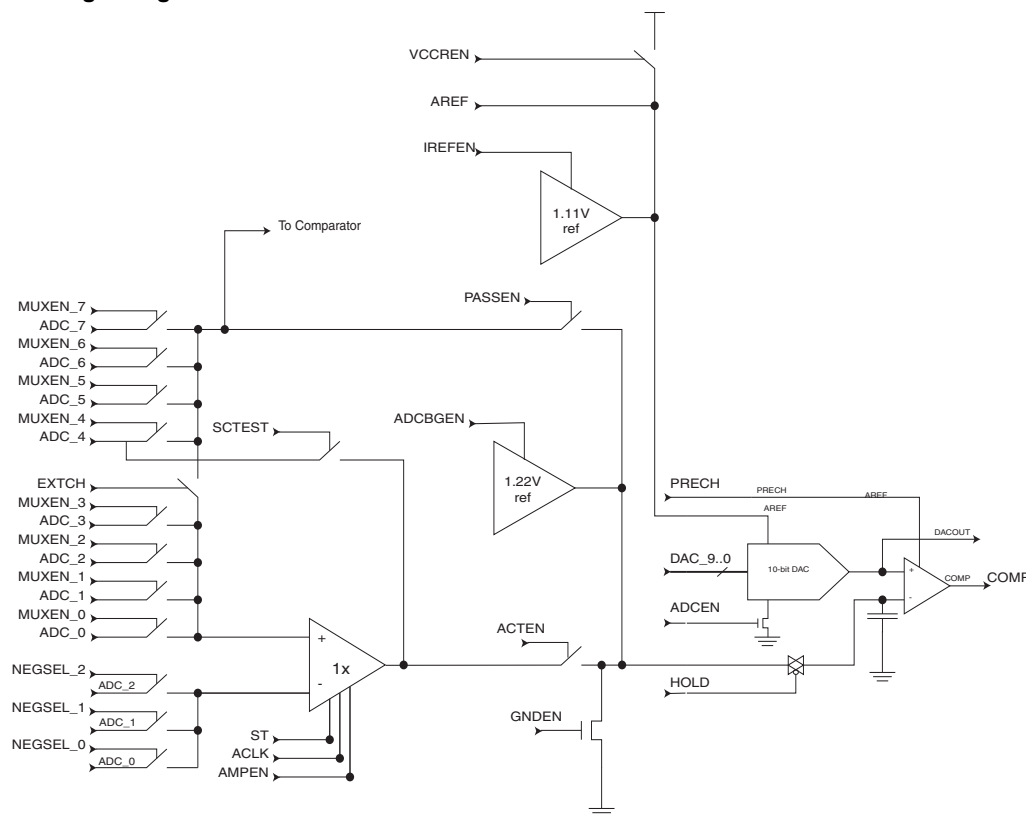 VCCREN
AREF
IREFEN
1.11V
ref
To Comparator
PASSEN
MUXEN_7
ADC_7
MUXEN_6
ADC_6
MUXEN_5
ADC_5
MUXEN_4
ADC_4
SCTEST
ADCBGEN
1.22V
ref
EXTCH
MUXEN_3
ADC_3
MUXEN_2
ADC_2
MUXEN_1
ADC_1
MUXEN_0
ADC_0
PRECH
PRECH
AREF
AREF
DACOUT
DAC_9..0
10-bit DAC
+
-
COMP
COMP
ADCEN
ACTEN
+
1x
-
NEGSEL_2
ADC_2
NEGSEL_1
ADC_1
NEGSEL_0
ADC_0
HOLD
GNDEN
ST
ACLK
AMPEN